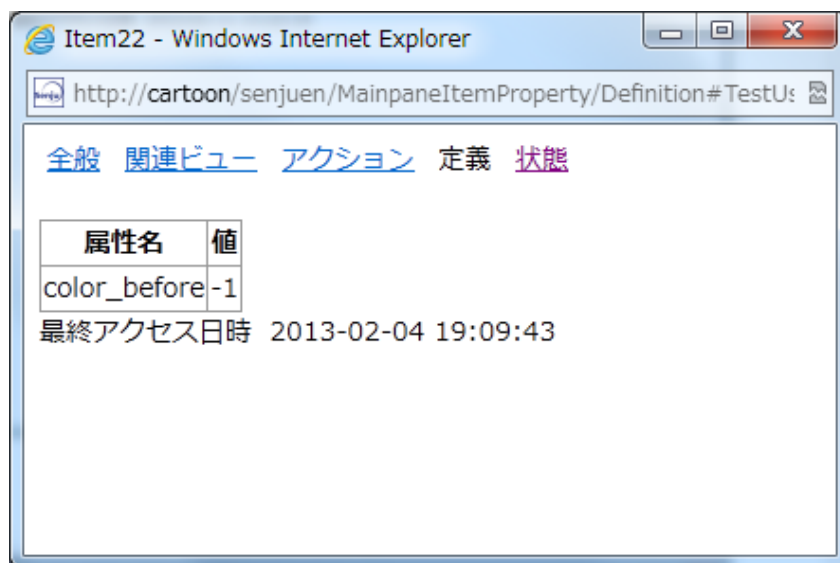 Item22 - Windows Internet Explorer
http://cartoon/senjuen/MainpaneItemProperty/Definition#TestUs
全般 関連ビュー アクション 定義 状態
属性名 値
color_before -1
最終アクセス日時 2013-02-04 19:09:43